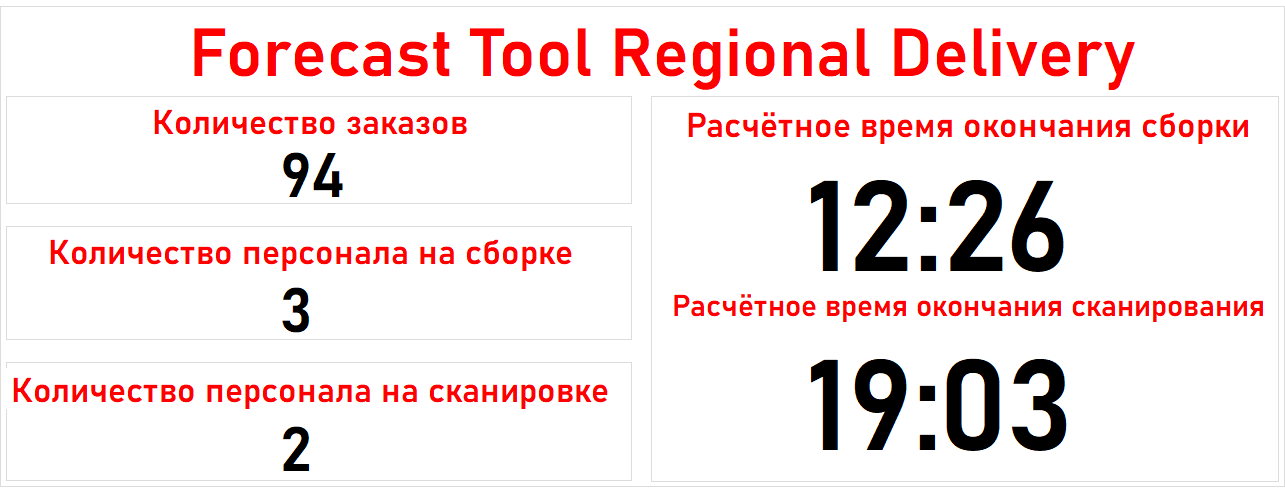 Forecast Tool Regional Delivery
Количество заказов
94
Количество персонала на сборке
3
Количество персонала на сканировке
2
Расчётное время окончания сборки
12:26
Расчётное время окончания сканирования
19:03